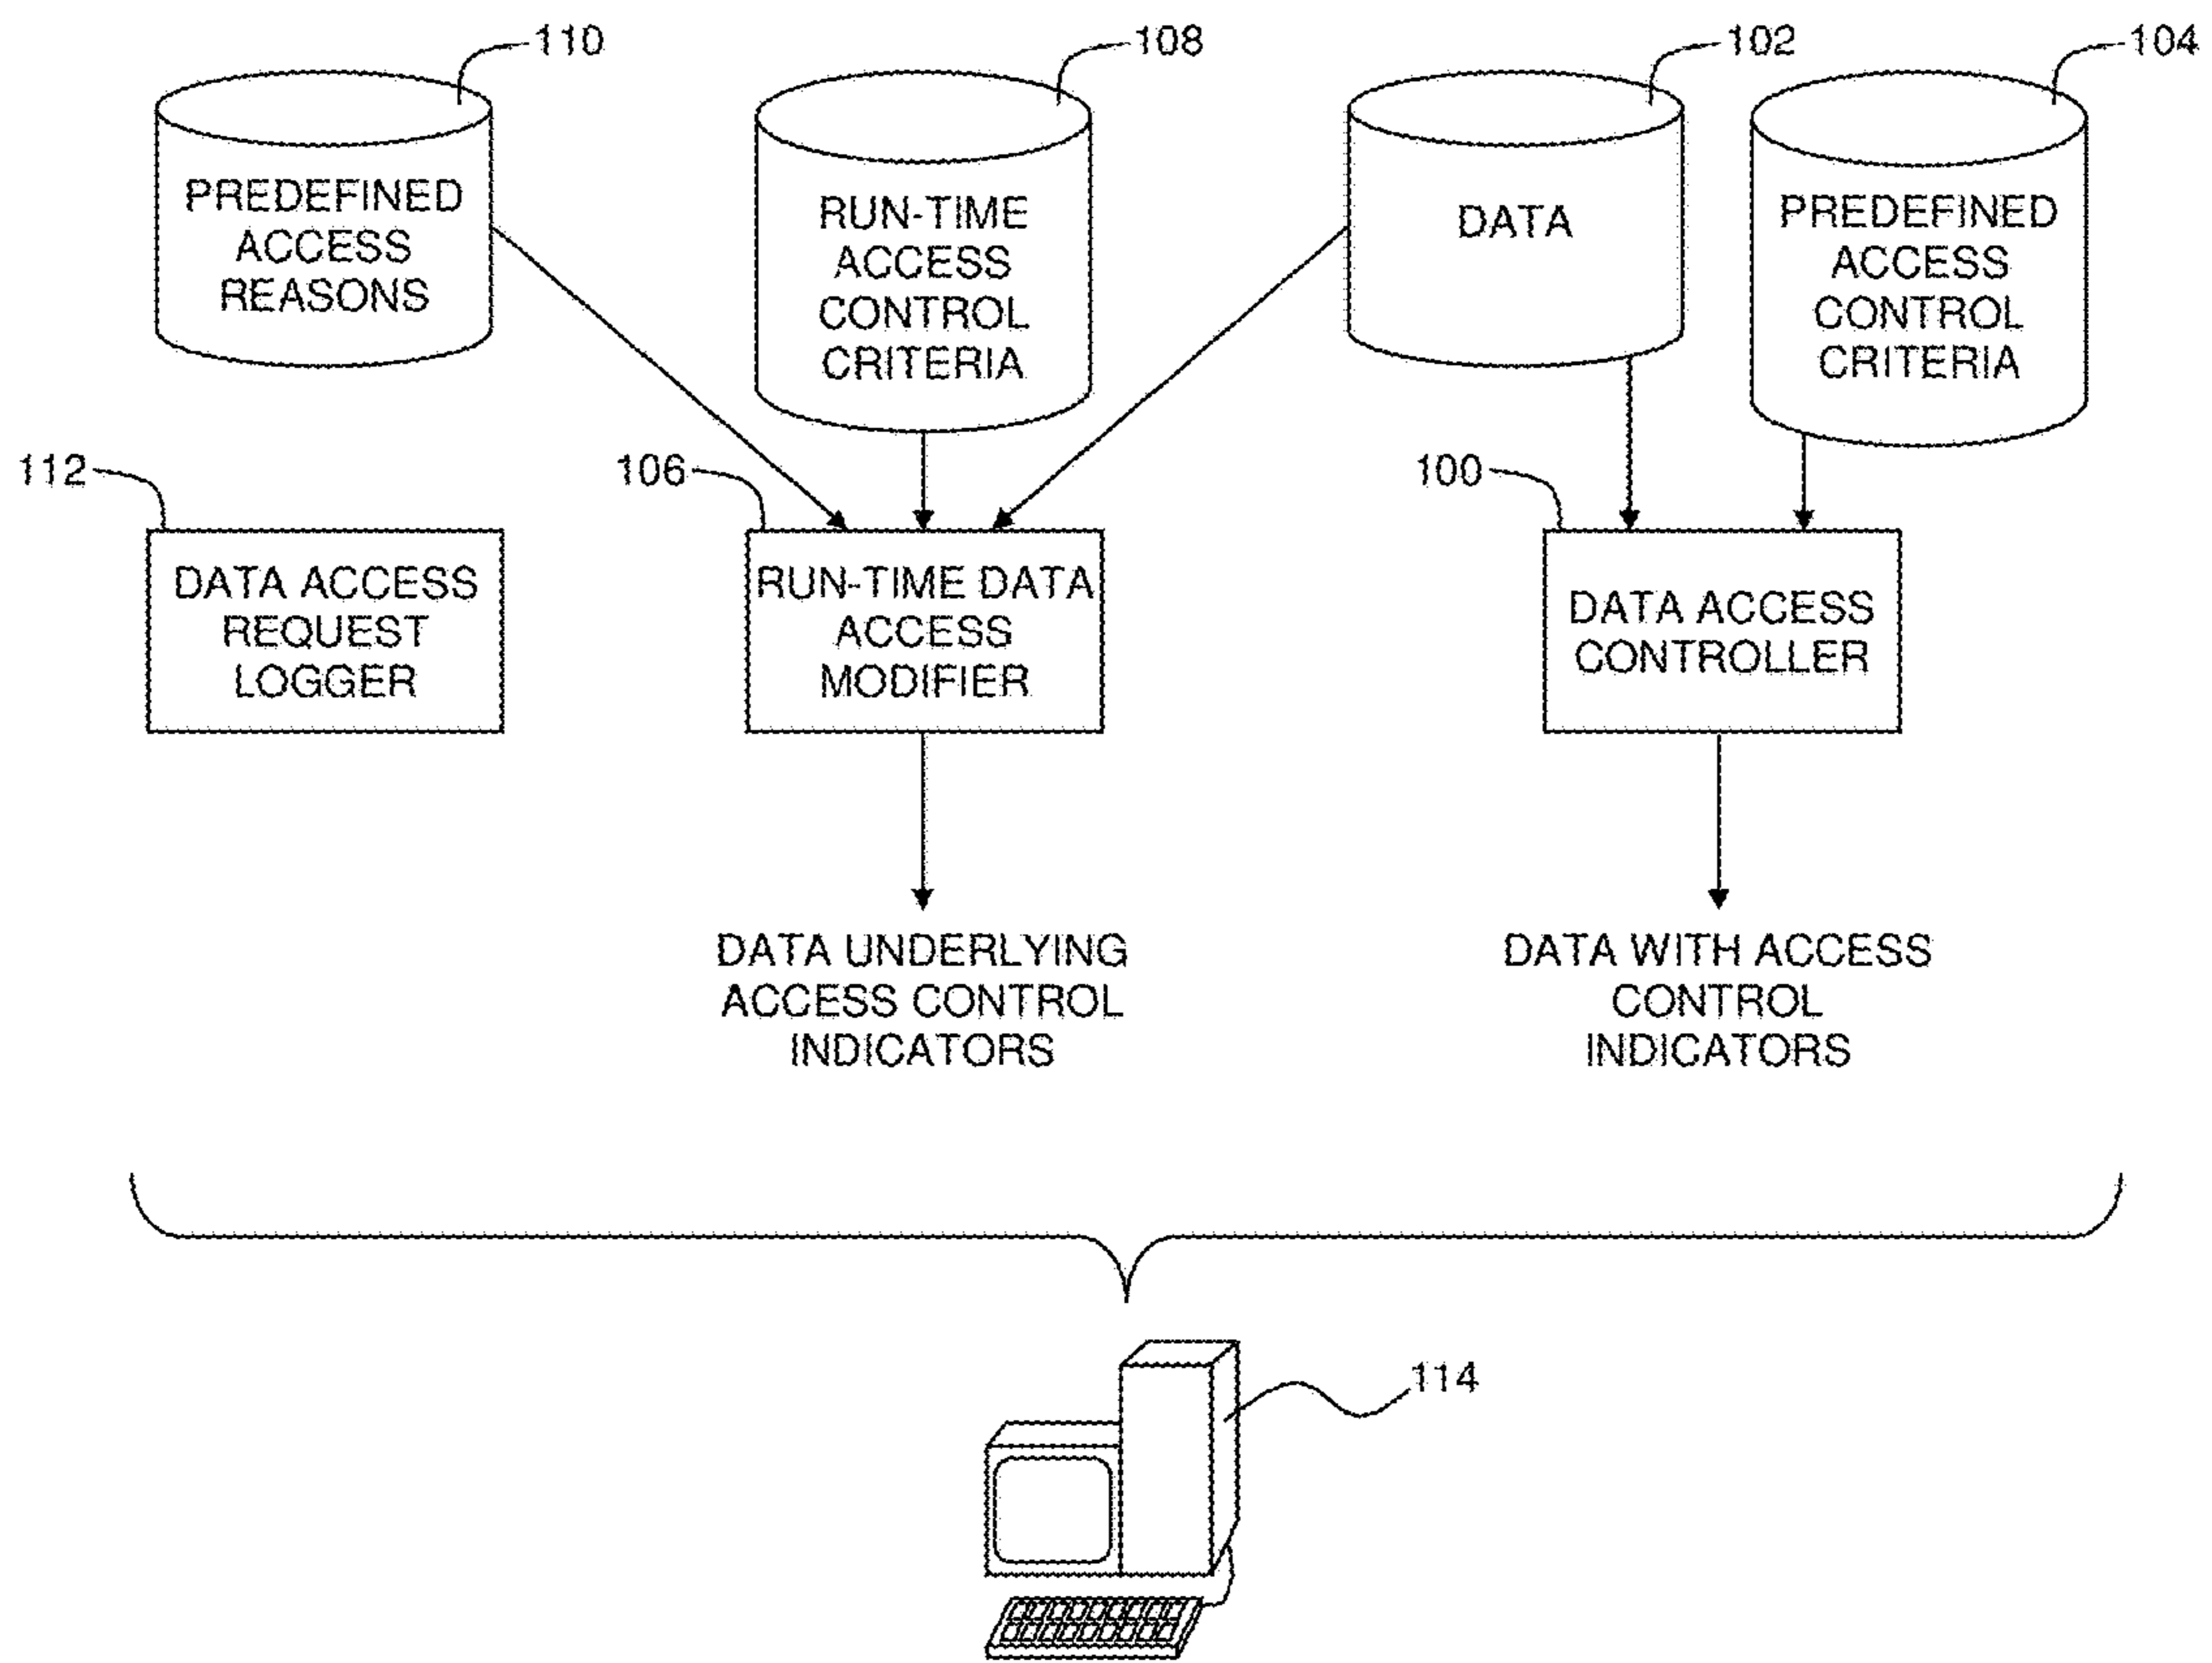 110
108
102
104
PREDEFINED
ACCESS
REASONS
RUN-TIME
ACCESS
CONTROL
CRITERIA
DATA
PREDEFINED
ACCESS
CONTROL
CRITERIA
112
106
100
DATA ACCESS
REQUEST
LOGGER
RUN-TIME DATA
ACCESS
MODIFIER
DATA ACCESS
CONTROLLER
DATA UNDERLYING
ACCESS CONTROL
INDICATORS
DATA WITH ACCESS
CONTROL
INDICATORS
114